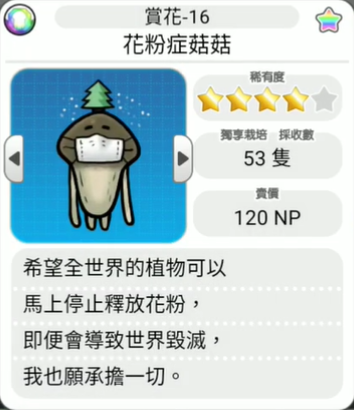 賞花-16
花粉症菇菇
稀有度
獨享栽培 採收數
53 隻
賣價
120 NP
希望全世界的植物可以
馬上停止釋放花粉，
即便會導致世界毀滅，
我也願承擔一切。